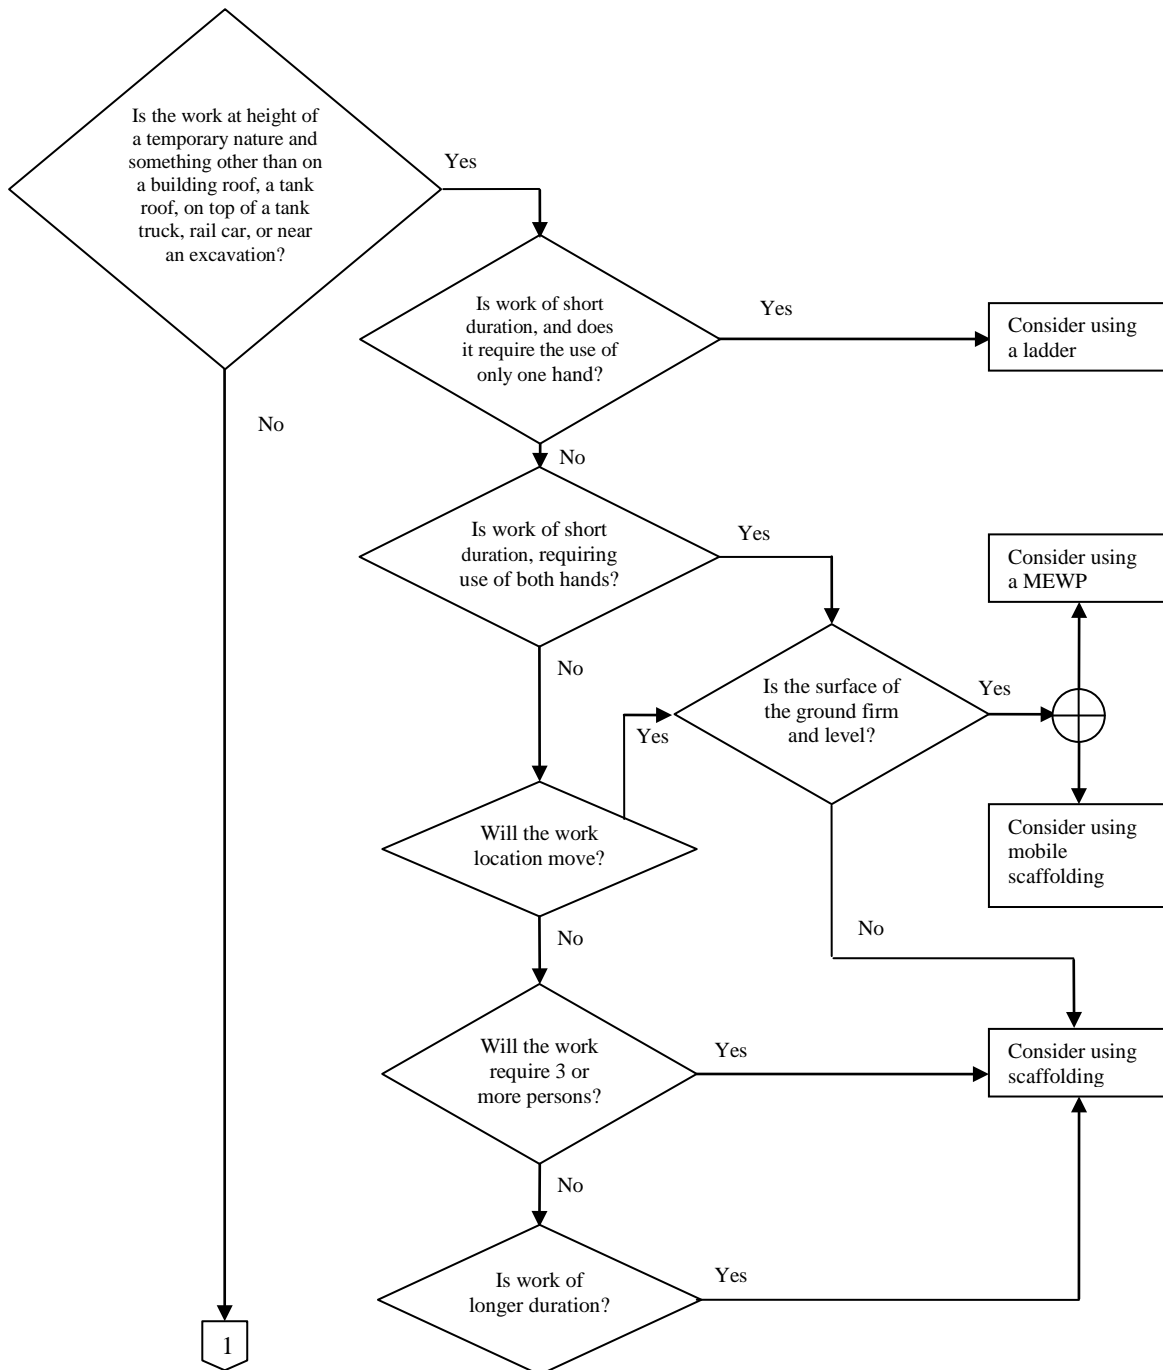 Is the work at height of
a temporary nature and
something other than on
a building roof, a tank
roof, on top of a tank
truck, rail car, or near
an excavation?
Yes
No
Is work of short
duration, and does
it require the use of
only one hand?
Yes
Consider using
a ladder
No
Is work of short
duration, requiring
use of both hands?
Yes
Consider using
a MEWP
No
Is the surface of
the ground firm
and level?
Yes
Yes
Will the work
location move?
Consider using
mobile
scaffolding
No
No
Will the work
require 3 or
more persons?
Yes
Consider using
scaffolding
No
Is work of
longer duration?
Yes
1